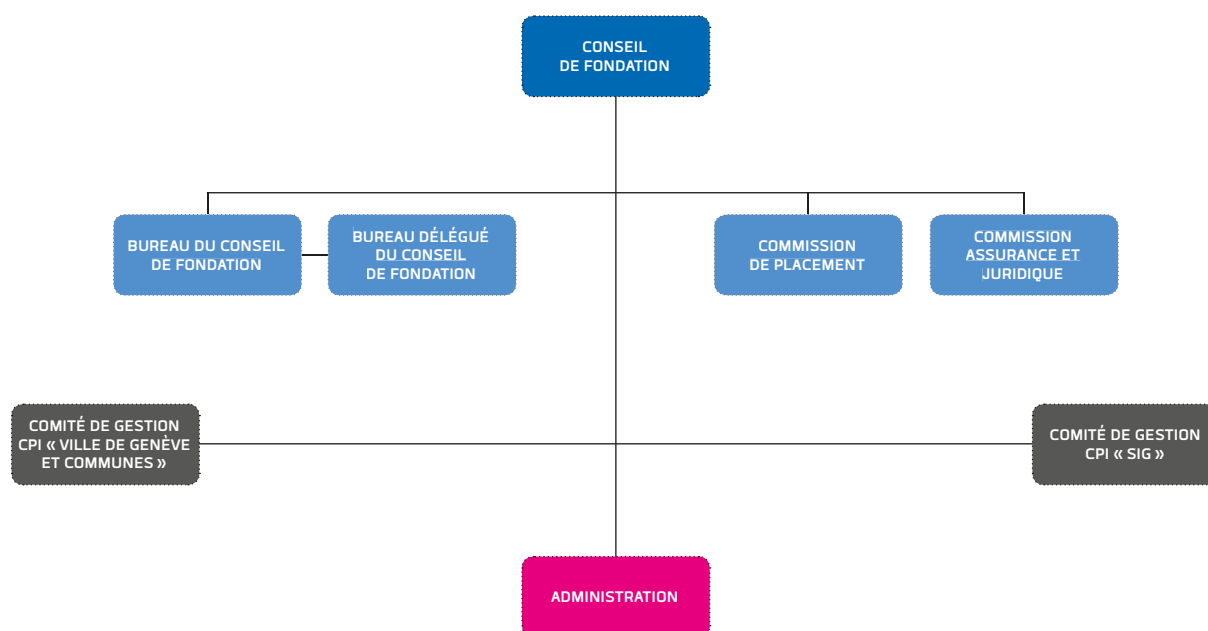 CONSEIL
DE FONDATION
BUREAU DU CONSEIL
DE FONDATION
BUREAU DÉLÉGUÉ
DU CONSEIL
DE FONDATION
COMMISSION
DE PLACEMENT
COMMISSION
ASSURANCE ET
JURIDIQUE
COMITÉ DE GESTION
CPI « VILLE DE GENÈVE
ET COMMUNES »
COMITÉ DE GESTION
CPI « SIG »
ADMINISTRATION